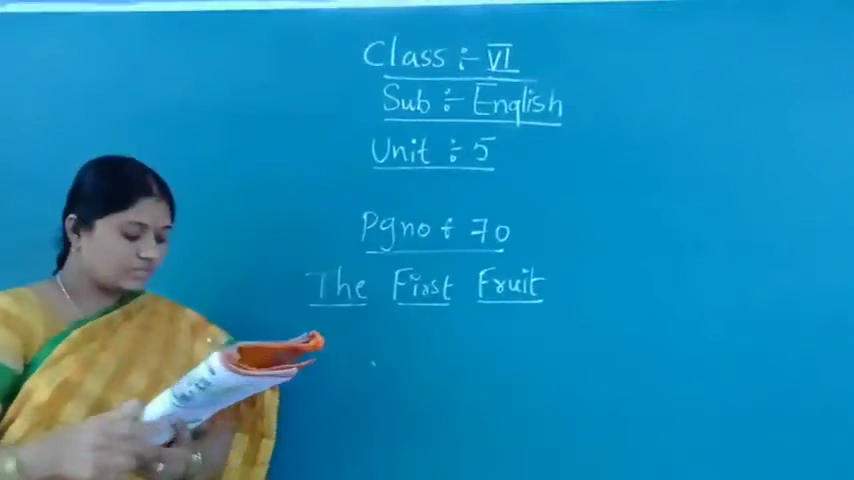 Class :- VI
Sub :- English
Unit :- 5
Pgno :- 70
The First Fruit